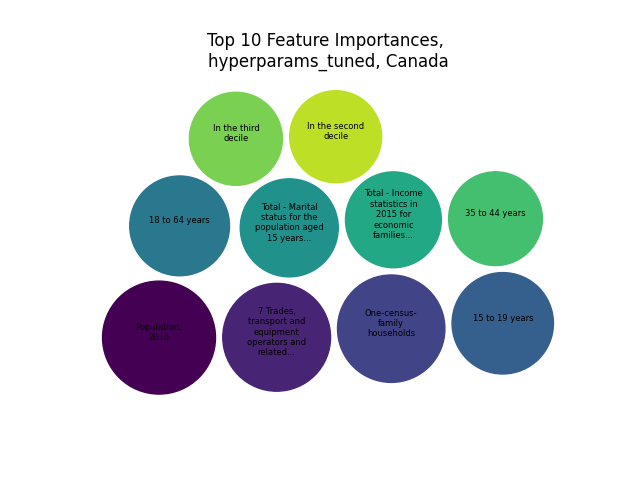 Top 10 Feature Importances,
hyperparams_tuned, Canada
In the third
decile
In the second
decile
18 to 64 years
Total - Marital
status for the
population aged
15 years...
Total - Income
statistics in
2015 for
economic
families...
35 to 44 years
Population,
2016
7 Trades,
transport and
equipment
operators and
related...
One-census-
family
households
15 to 19 years